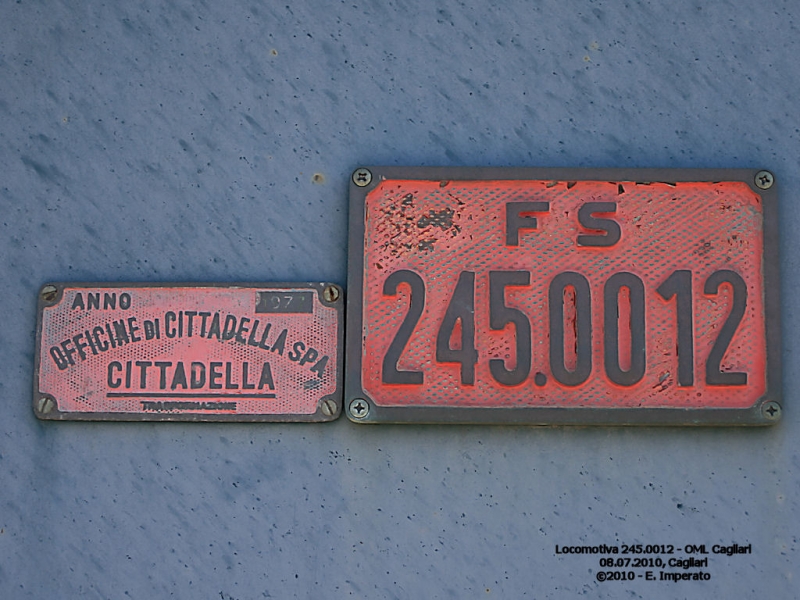 ANNO
OFFICINE DI CITTADELLA SPA
CITTADELLA
TRASFORMAZIONE
F S
245.0012
Locomotiva 245.0012 - OML Cagliari
08.07.2010, Cagliari
©2010 - E. Imperato